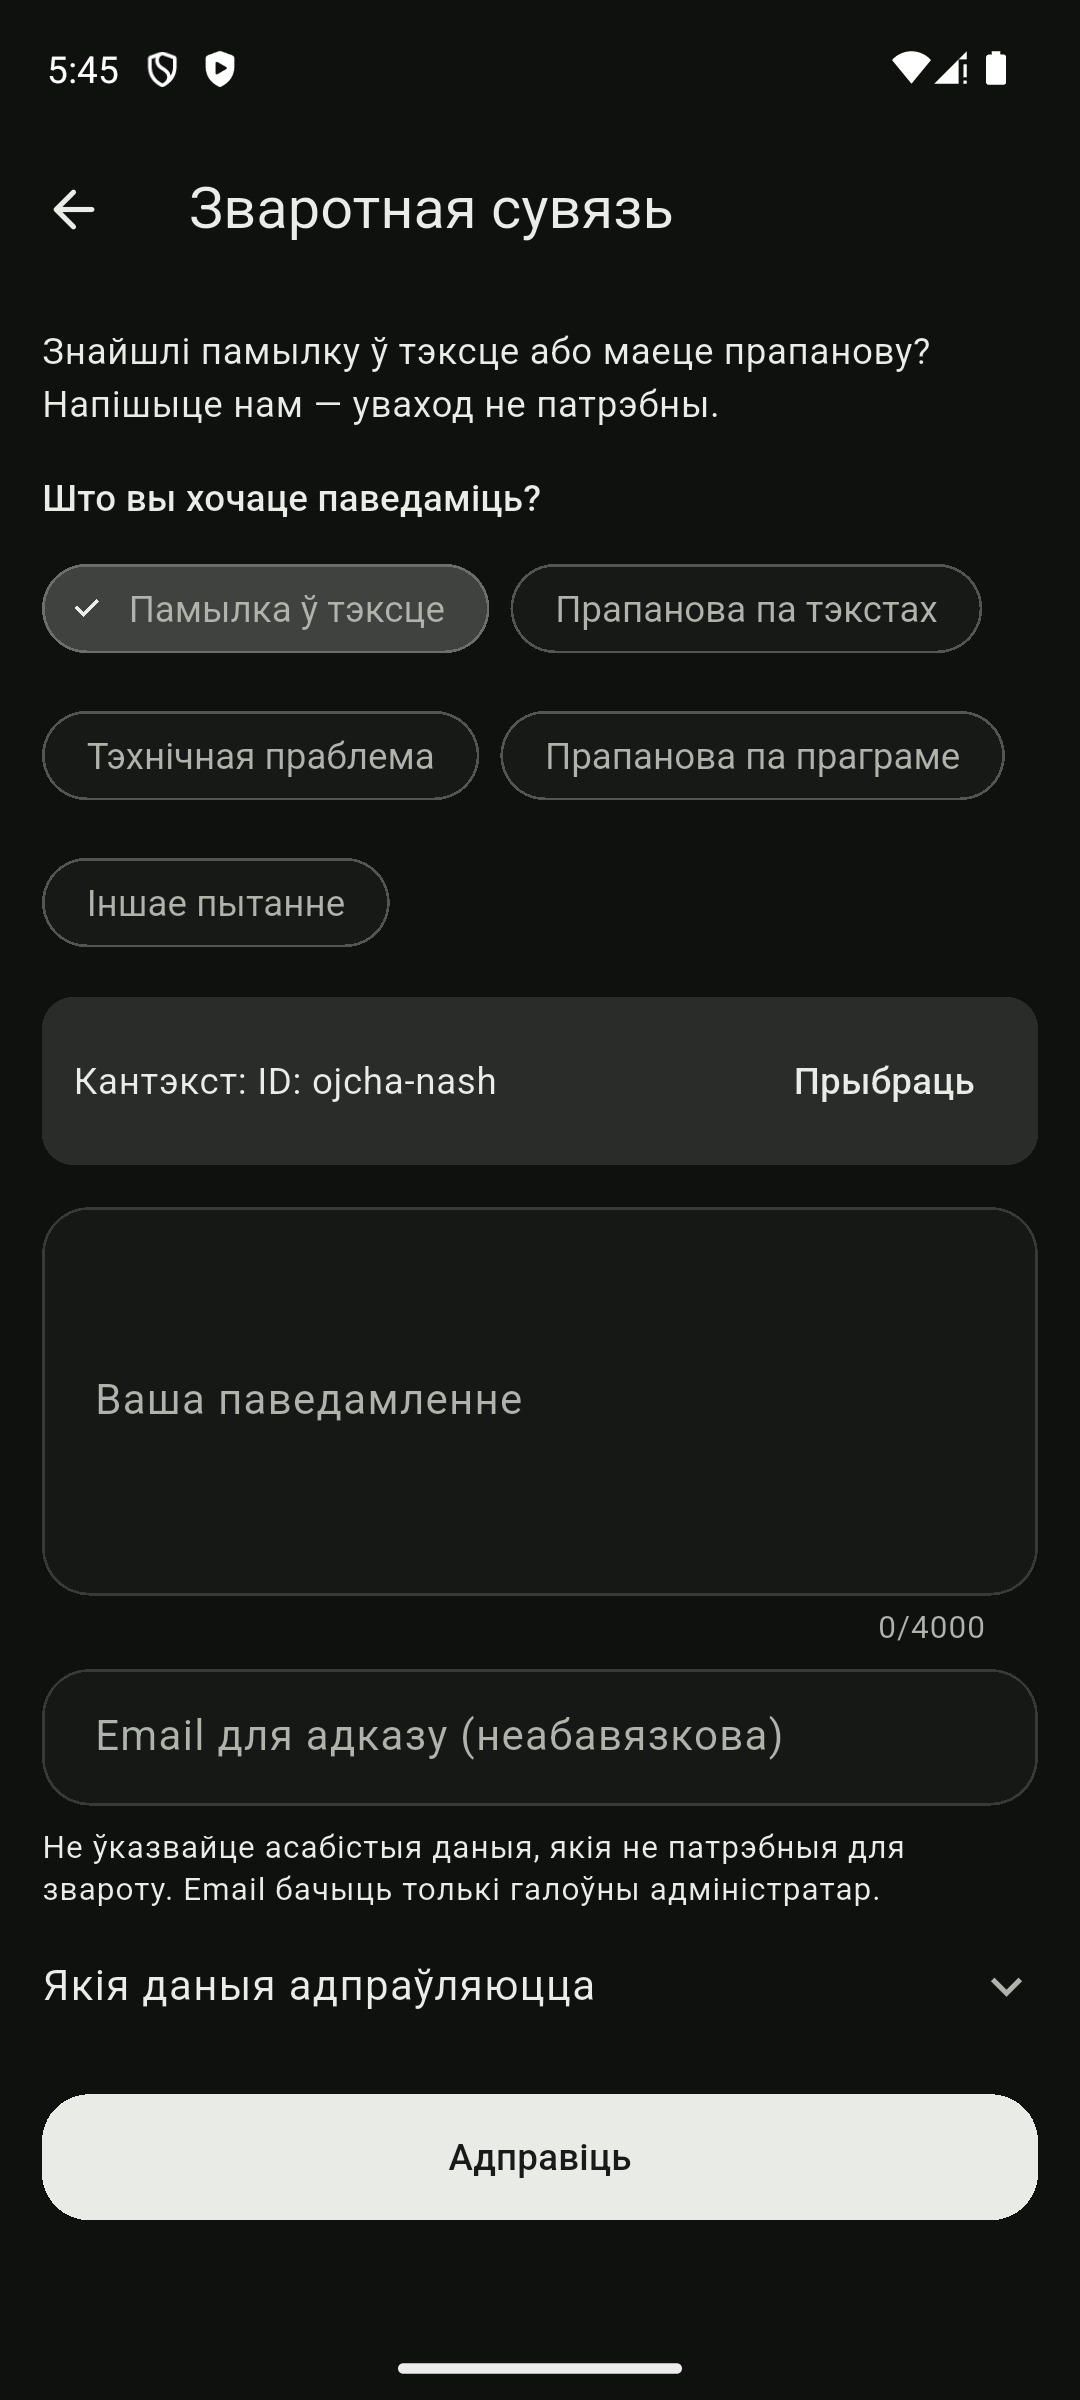 5:45
Зваротная сувязь
Знайшлі памылку ў тэксце або маеце прапанову?
Напішыце нам — уваход не патрэбны.
Што вы хочаце паведаміць?
Памылка ў тэксце
Прапанова па тэкстах
Тэхнічная праблема
Прапанова па праграме
Іншае пытанне
Кантэкст: ID: ojcha-nash
Прыбраць
Ваша паведамленне
0/4000
Email для адказу (неабавязкова)
Не ўказвайце асабістыя даныя, якія не патрэбныя для
звароту. Email бачыць толькі галоўны адміністратар.
Якія даныя адпраўляюцца
Адправіць